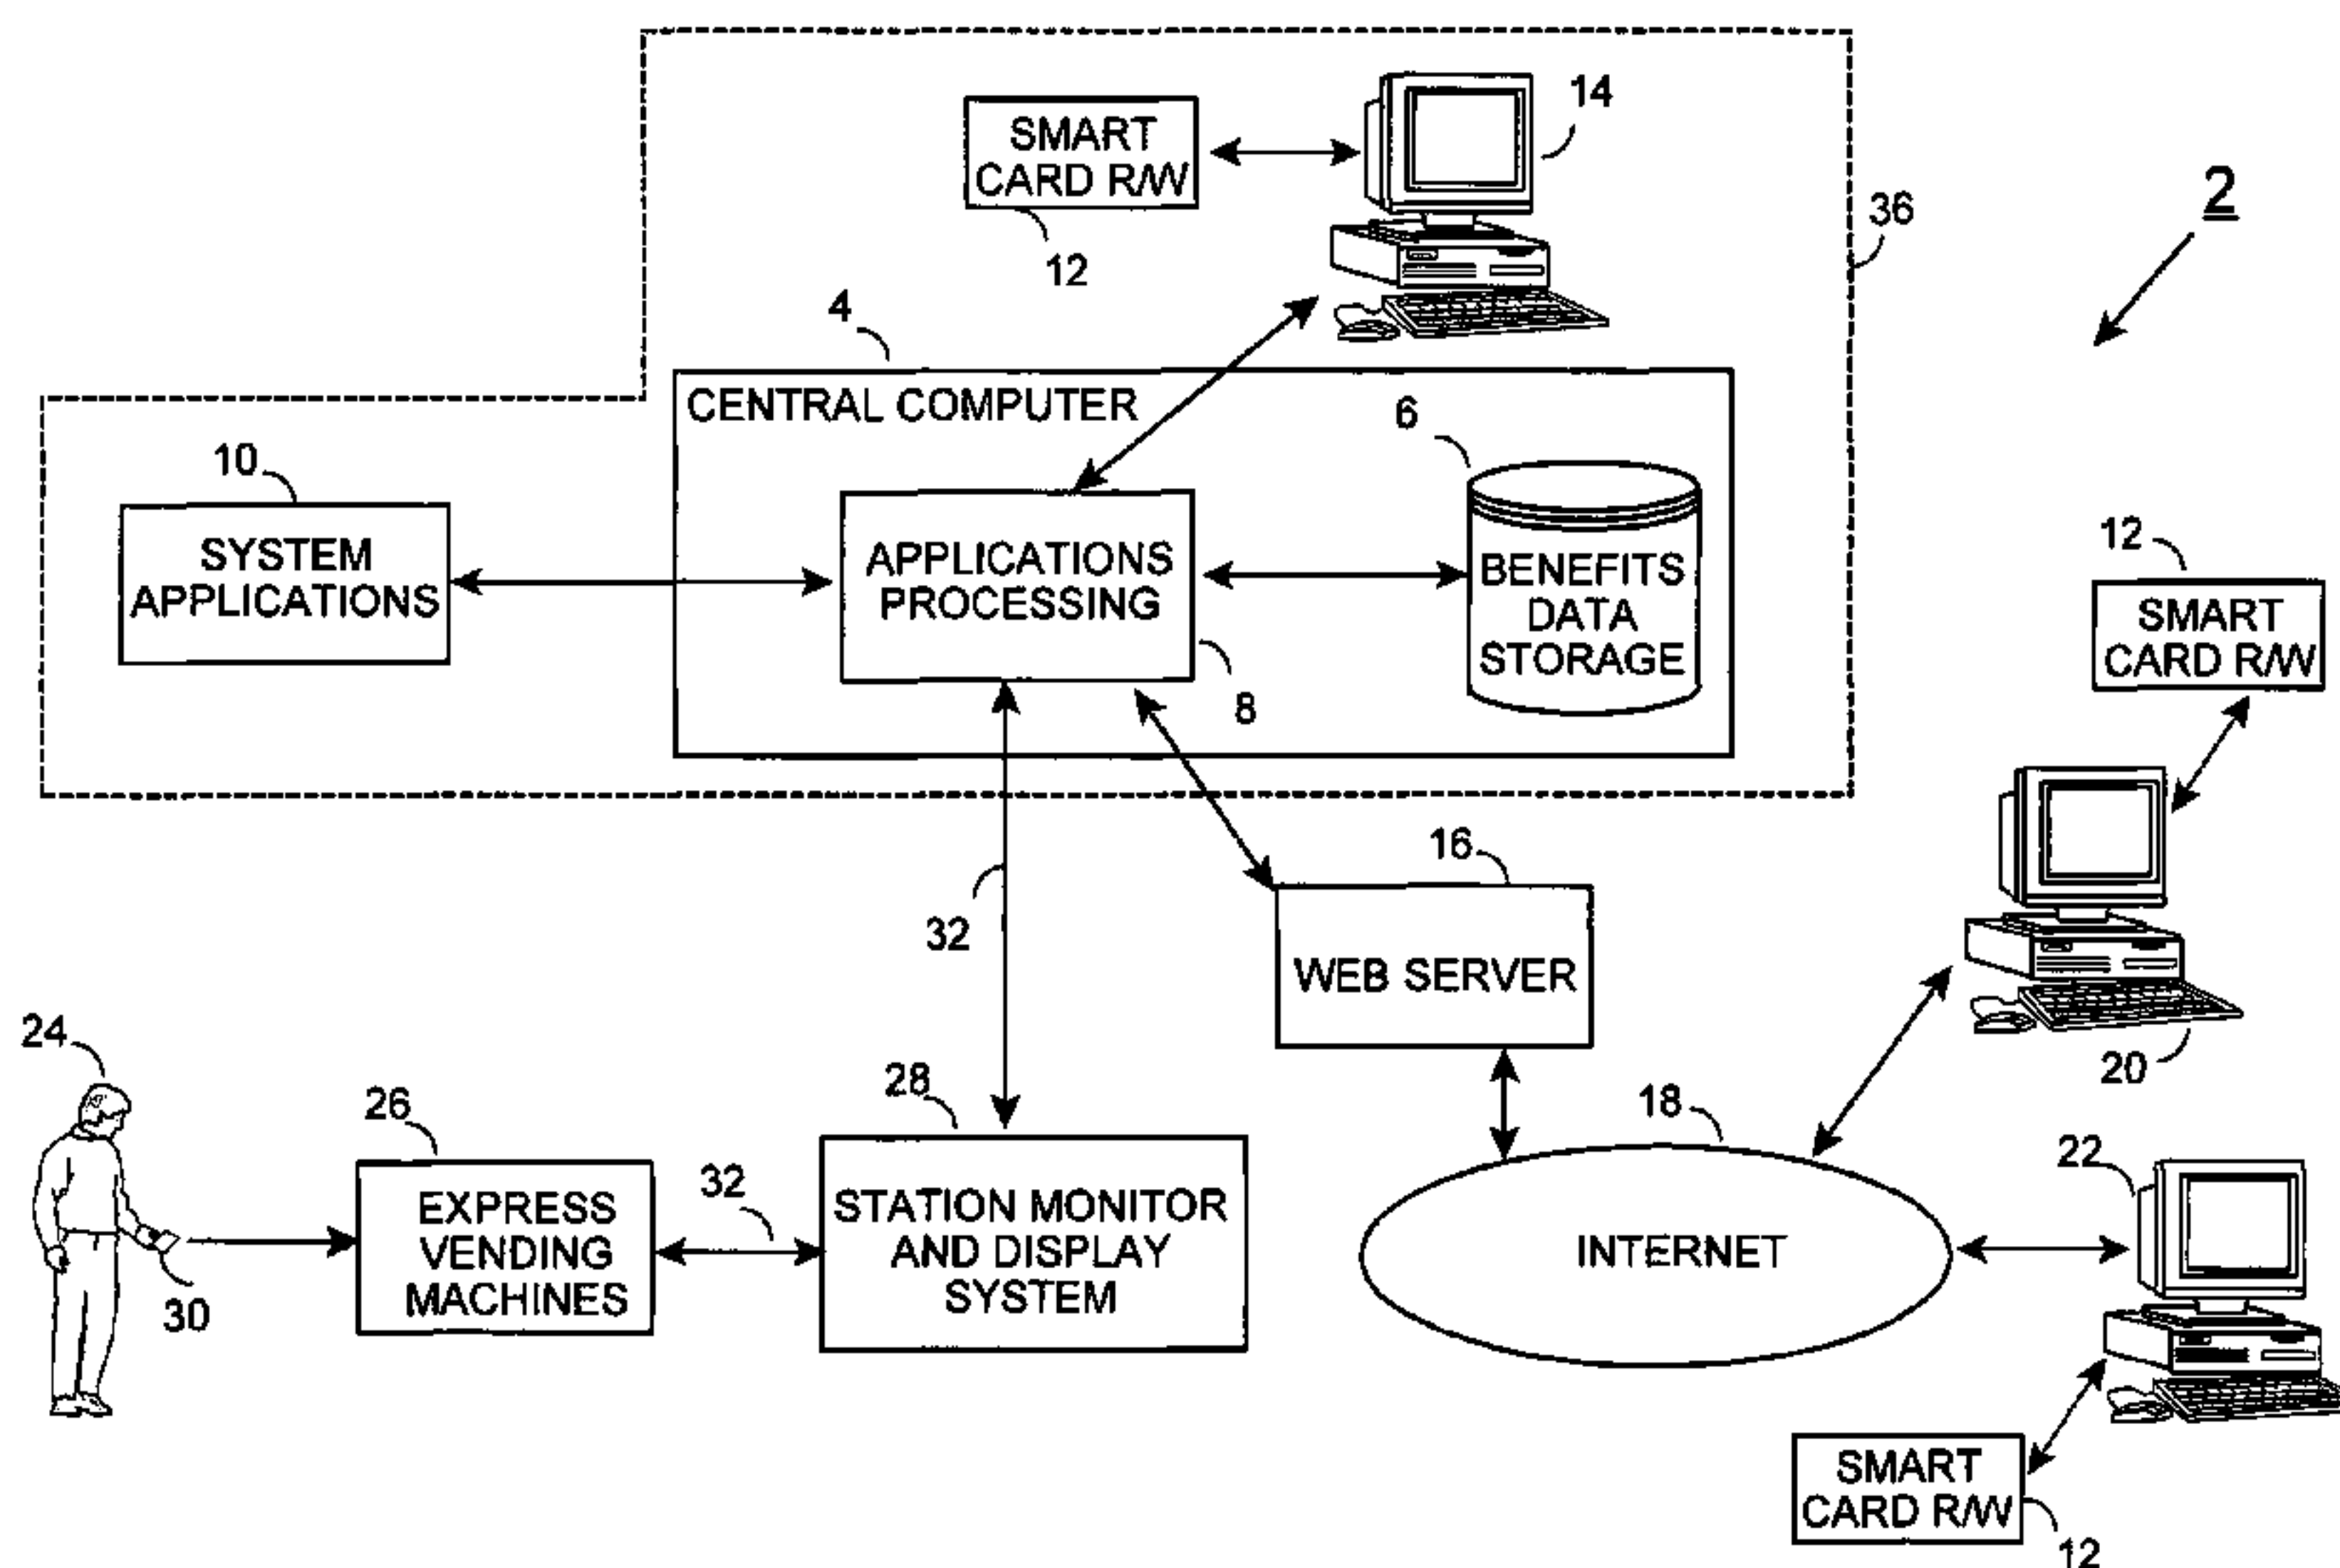 14
SMART
CARD R/W
12
36
2
4
CENTRAL COMPUTER
6
10
SYSTEM
APPLICATIONS
APPLICATIONS
PROCESSING
8
BENEFITS
DATA
STORAGE
12
SMART
CARD R/W
16
32
WEB SERVER
20
24
26
EXPRESS
VENDING
MACHINES
30
32
28
STATION MONITOR
AND DISPLAY
SYSTEM
18
INTERNET
22
SMART
CARD R/W
12